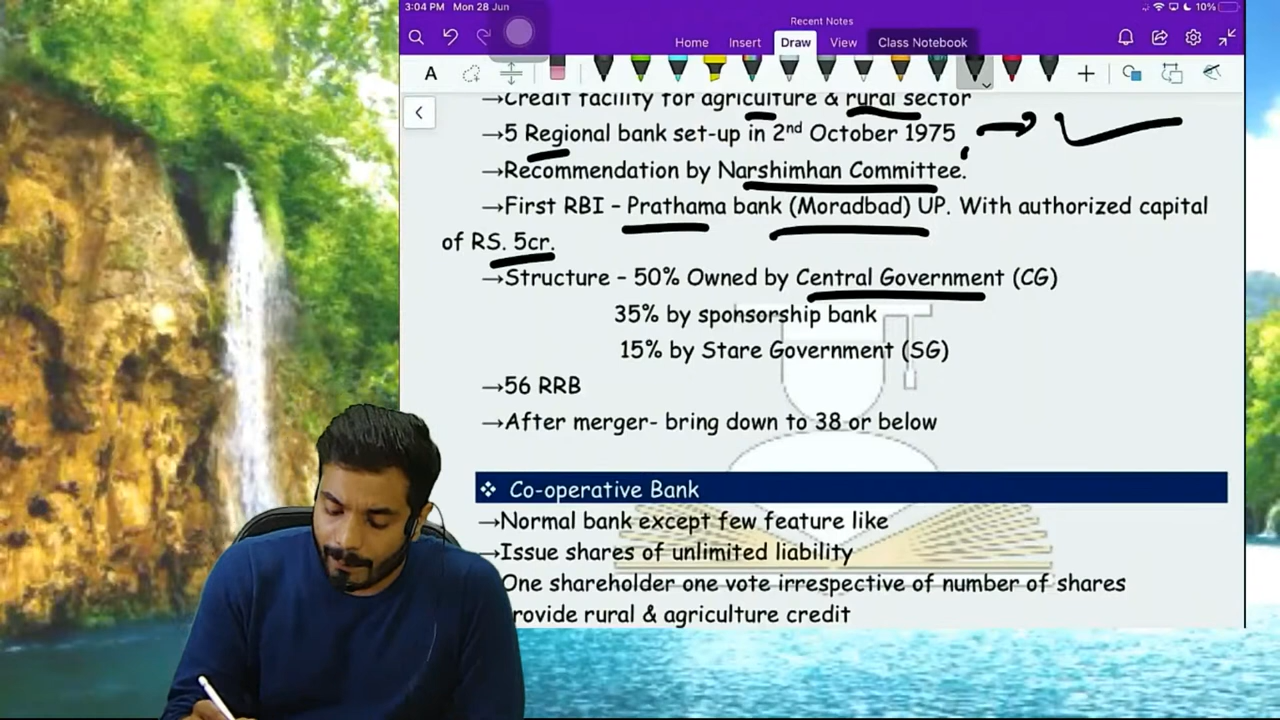 3:04 PM Mon 28 Jun
10%
Recent Notes
Home Insert Draw View Class Notebook
A
→Credit facility for agriculture & rural sector
→5 Regional bank set-up in 2nd October 1975
→Recommendation by Narshimhan Committee.
→First RBI - Prathama bank (Moradbad) UP. With authorized capital
of RS. 5cr.
→Structure - 50% Owned by Central Government (CG)
35% by sponsorship bank
15% by Stare Government (SG)
→56 RRB
→After merger- bring down to 38 or below
❖ Co-operative Bank
→Normal bank except few feature like
→Issue shares of unlimited liability
One shareholder one vote irrespective of number of shares
rovide rural & agriculture credit